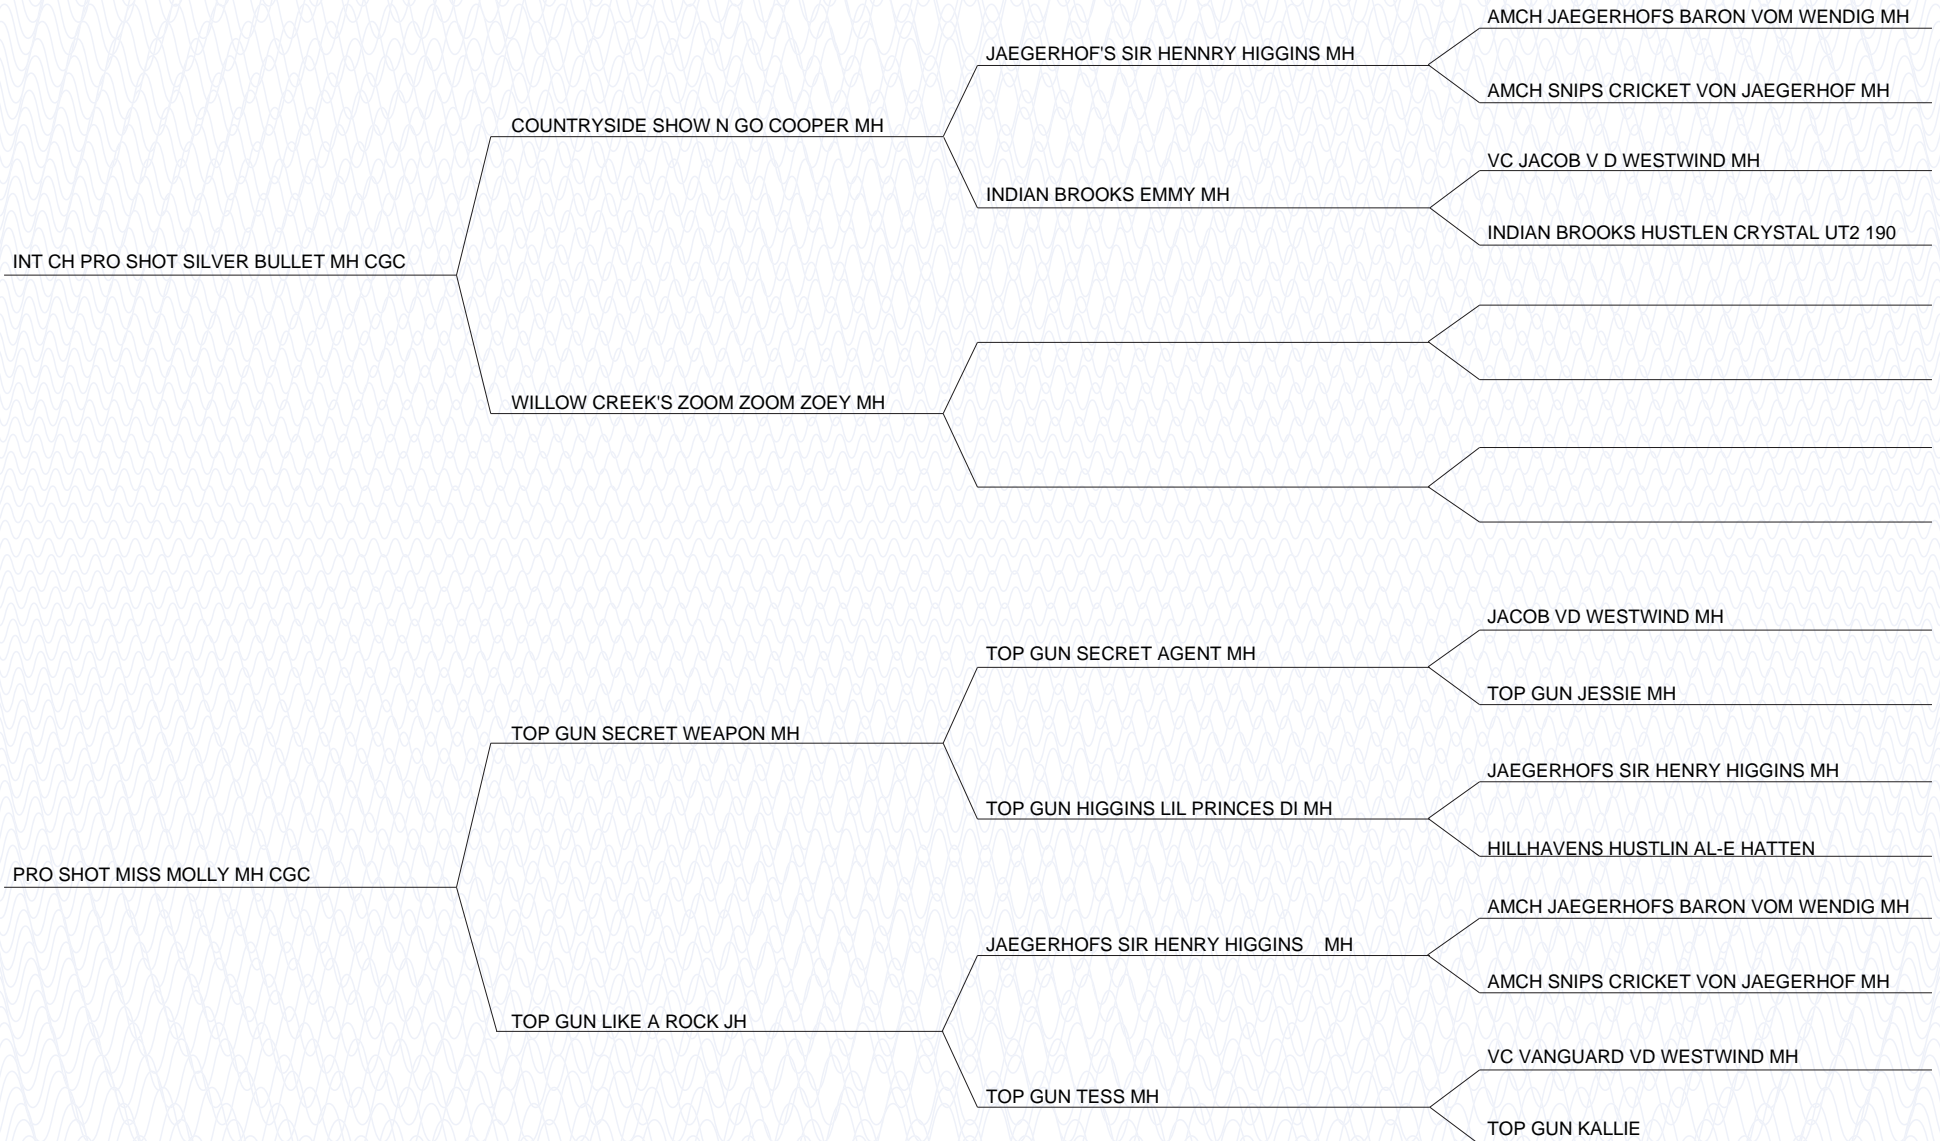 AMCH JAEGERHOFS BARON VOM WENDIG MH
JAEGERHOF'S SIR HENNRY HIGGINS MH
AMCH SNIPS CRICKET VON JAEGERHOF MH
COUNTRYSIDE SHOW N GO COOPER MH
VC JACOB V D WESTWIND MH
INDIAN BROOKS EMMY MH
INDIAN BROOKS HUSTLEN CRYSTAL UT2 190
INT CH PRO SHOT SILVER BULLET MH CGC
WILLOW CREEK'S ZOOM ZOOM ZOEY MH
JACOB VD WESTWIND MH
TOP GUN SECRET AGENT MH
TOP GUN JESSIE MH
TOP GUN SECRET WEAPON MH
JAEGERHOFS SIR HENRY HIGGINS MH
TOP GUN HIGGINS LIL PRINCES DI MH
HILLHAVENS HUSTLIN AL-E HATTEN
PRO SHOT MISS MOLLY MH CGC
AMCH JAEGERHOFS BARON VOM WENDIG MH
JAEGERHOFS SIR HENRY HIGGINS MH
AMCH SNIPS CRICKET VON JAEGERHOF MH
TOP GUN LIKE A ROCK JH
VC VANGUARD VD WESTWIND MH
TOP GUN TESS MH
TOP GUN KALLIE